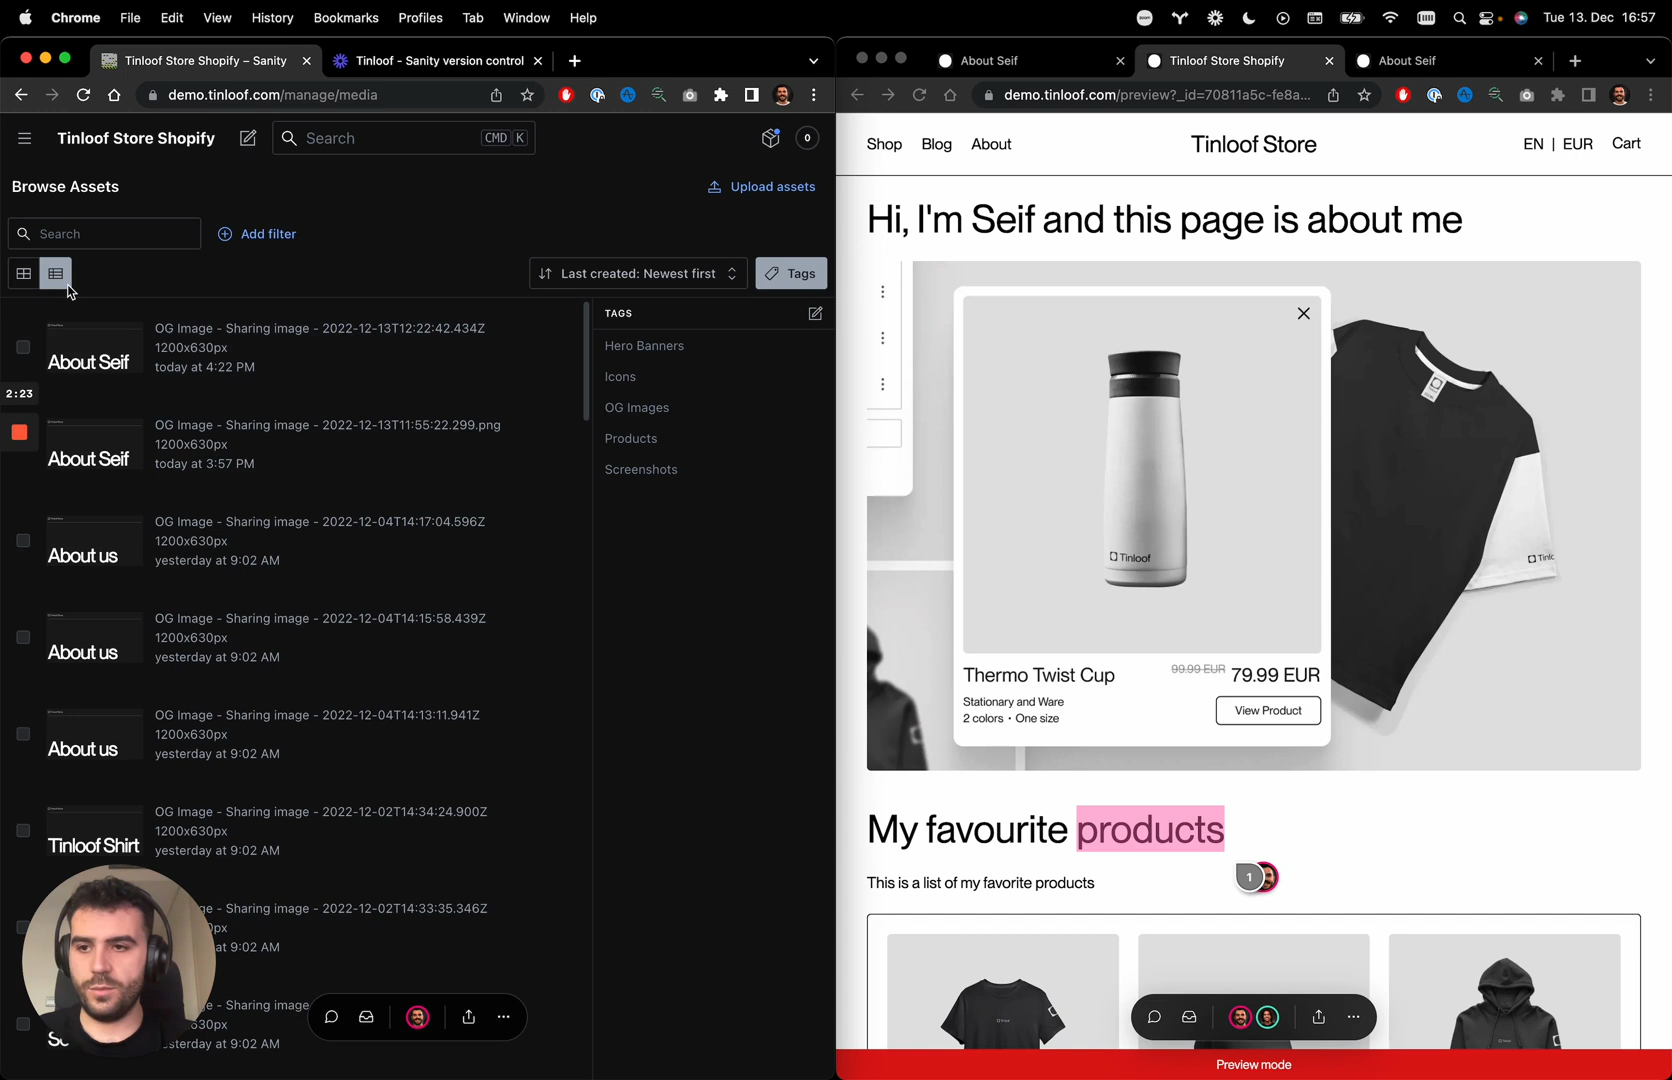 Chrome File Edit View History Bookmarks Profiles Tab Window Help
zoom
Tue 13. Dec 16:57
Tinloof Store Shopify – Sanity
Tinloof - Sanity version control
demo.tinloof.com/manage/media
Tinloof Store Shopify
Search
CMD K
0
Browse Assets
Upload assets
Search
Add filter
Last created: Newest first
Tags
About Seif
OG Image - Sharing image - 2022-12-13T12:22:42.434Z
1200x630px
today at 4:22 PM
2:23
About Seif
OG Image - Sharing image - 2022-12-13T11:55:22.299.png
1200x630px
today at 3:57 PM
About us
OG Image - Sharing image - 2022-12-04T14:17:04.596Z
1200x630px
yesterday at 9:02 AM
About us
OG Image - Sharing image - 2022-12-04T14:15:58.439Z
1200x630px
yesterday at 9:02 AM
About us
OG Image - Sharing image - 2022-12-04T14:13:11.941Z
1200x630px
yesterday at 9:02 AM
Tinloof Shirt
OG Image - Sharing image - 2022-12-02T14:34:24.900Z
1200x630px
yesterday at 9:02 AM
ge - Sharing image - 2022-12-02T14:33:35.346Z
0px
at 9:02 AM
e - Sharing image
630px
sterday at 9:02 AM
TAGS
Hero Banners
Icons
OG Images
Products
Screenshots
About Seif
Tinloof Store Shopify
About Seif
demo.tinloof.com/preview?_id=70811a5c-fe8a...
Shop Blog About
Tinloof Store
EN | EUR Cart
Hi, I'm Seif and this page is about me
Tinloof
Tinlo
Thermo Twist Cup
99.99 EUR 79.99 EUR
Stationary and Ware
2 colors • One size
View Product
My favourite products
1
This is a list of my favorite products
Preview mode